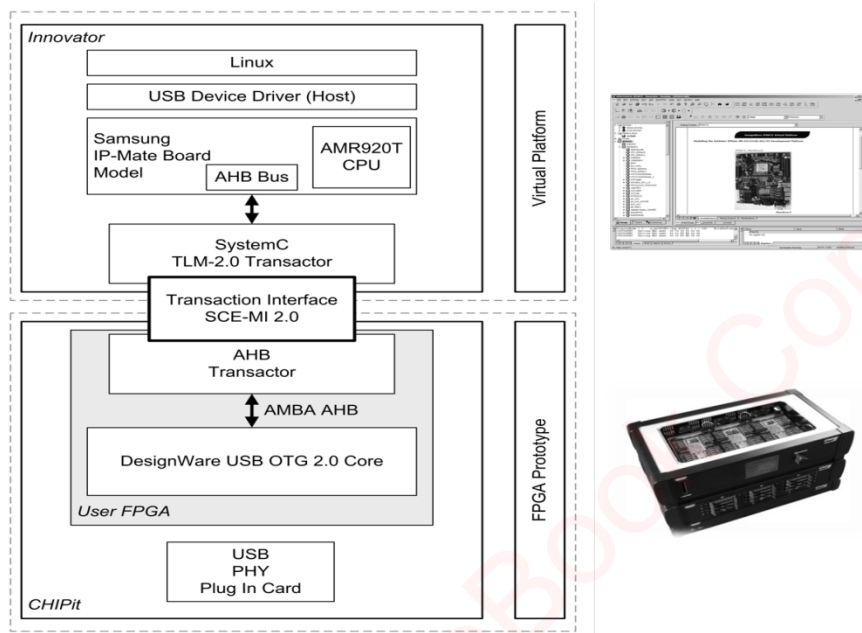 Innovator
Linux
USB Device Driver (Host)
Samsung
IP-Mate Board
Model
AMR920T
CPU
AHB Bus
SystemC
TLM-2.0 Transactor
Virtual Platform
Transaction Interface
SCE-MI 2.0
AHB
Transactor
AMBA AHB
DesignWare USB OTG 2.0 Core
User FPGA
USB
PHY
Plug In Card
CHIPit
FPGA Prototype